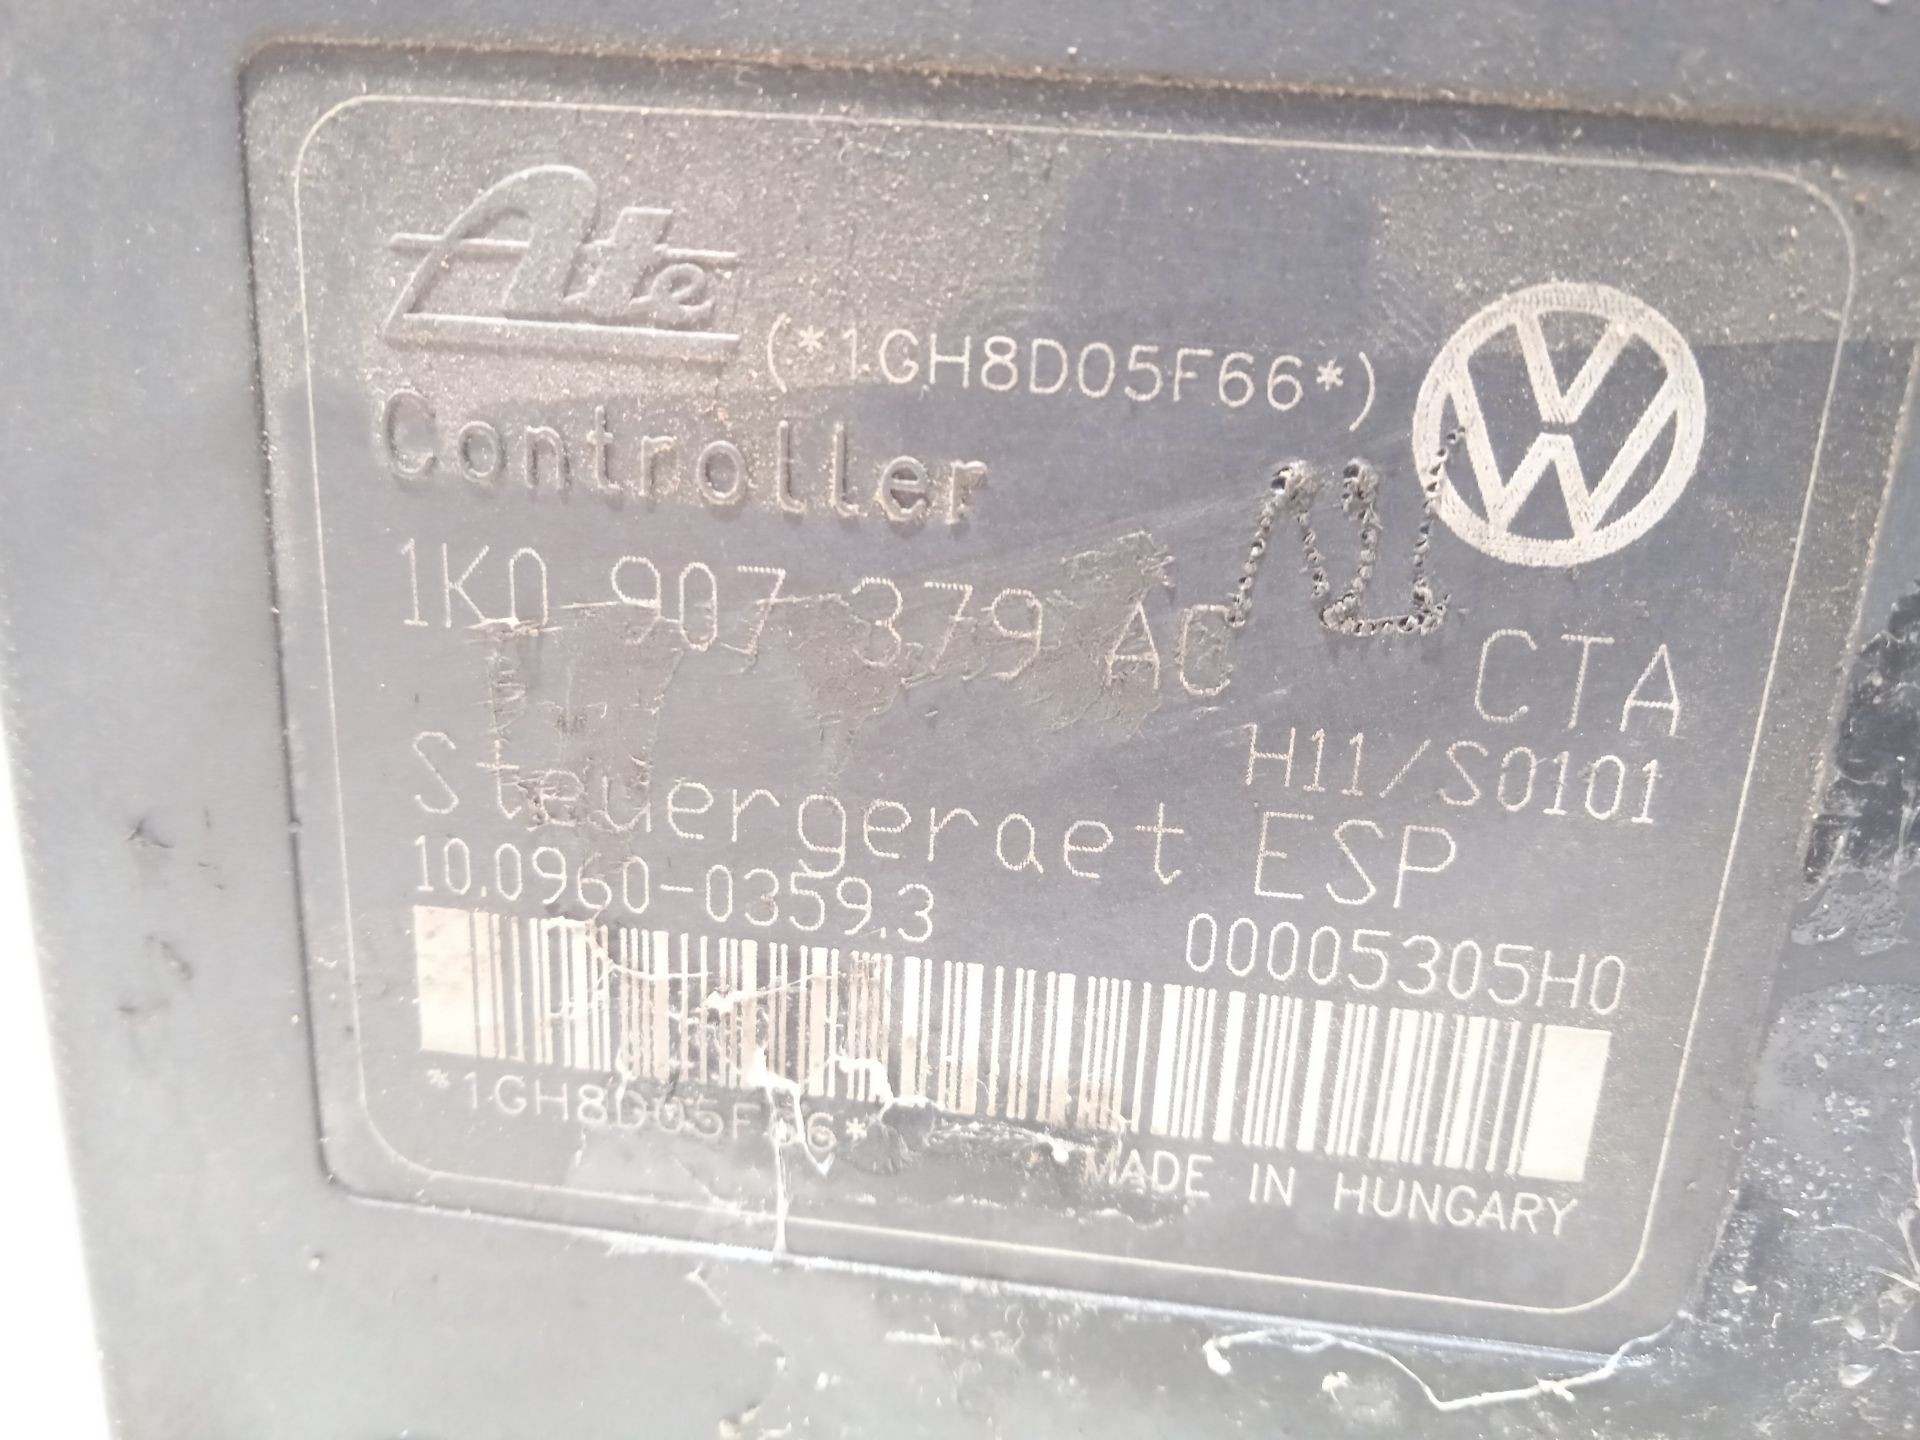 Ate
(*1GH8D05F66*)
Controller
1K0 907 379 AC
CTA
H11/S0101
Steuergeraet ESP
10.0960-0359.3
00005305H0
*1GH8D05F66*
MADE IN HUNGARY